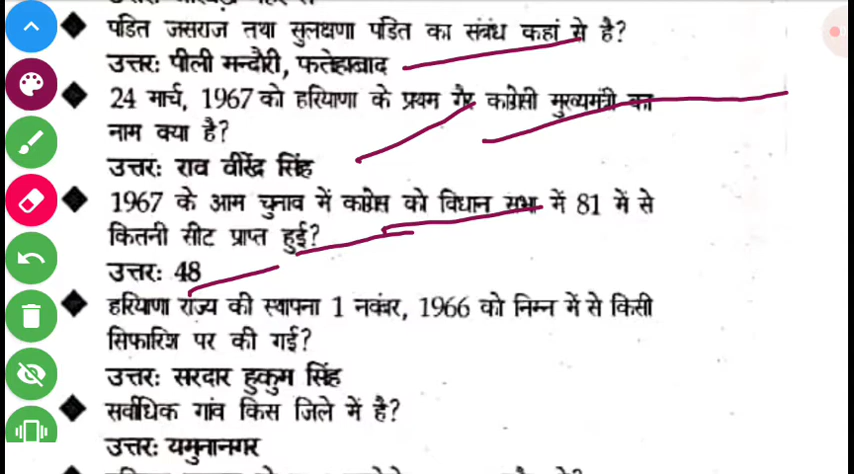 पंडित जसराज तथा सुलक्षणा पंडित का संबंध कहां से है?
उत्तर: पीली मन्दौरी, फतेहाबाद
24 मार्च, 1967 को हरियाणा के प्रथम गैर कांग्रेसी मुख्यमंत्री का
नाम क्या है?
उत्तर: राव वीरेंद्र सिंह
1967 के आम चुनाव में कांग्रेस को विधान सभा में 81 में से
कितनी सीट प्राप्त हुई?
उत्तर: 48
हरियाणा राज्य की स्थापना 1 नवंबर, 1966 को निम्न में से किसी
सिफारिश पर की गई?
उत्तर: सरदार हुकुम सिंह
सर्वाधिक गांव किस जिले में है?
उत्तर: यमुनानगर